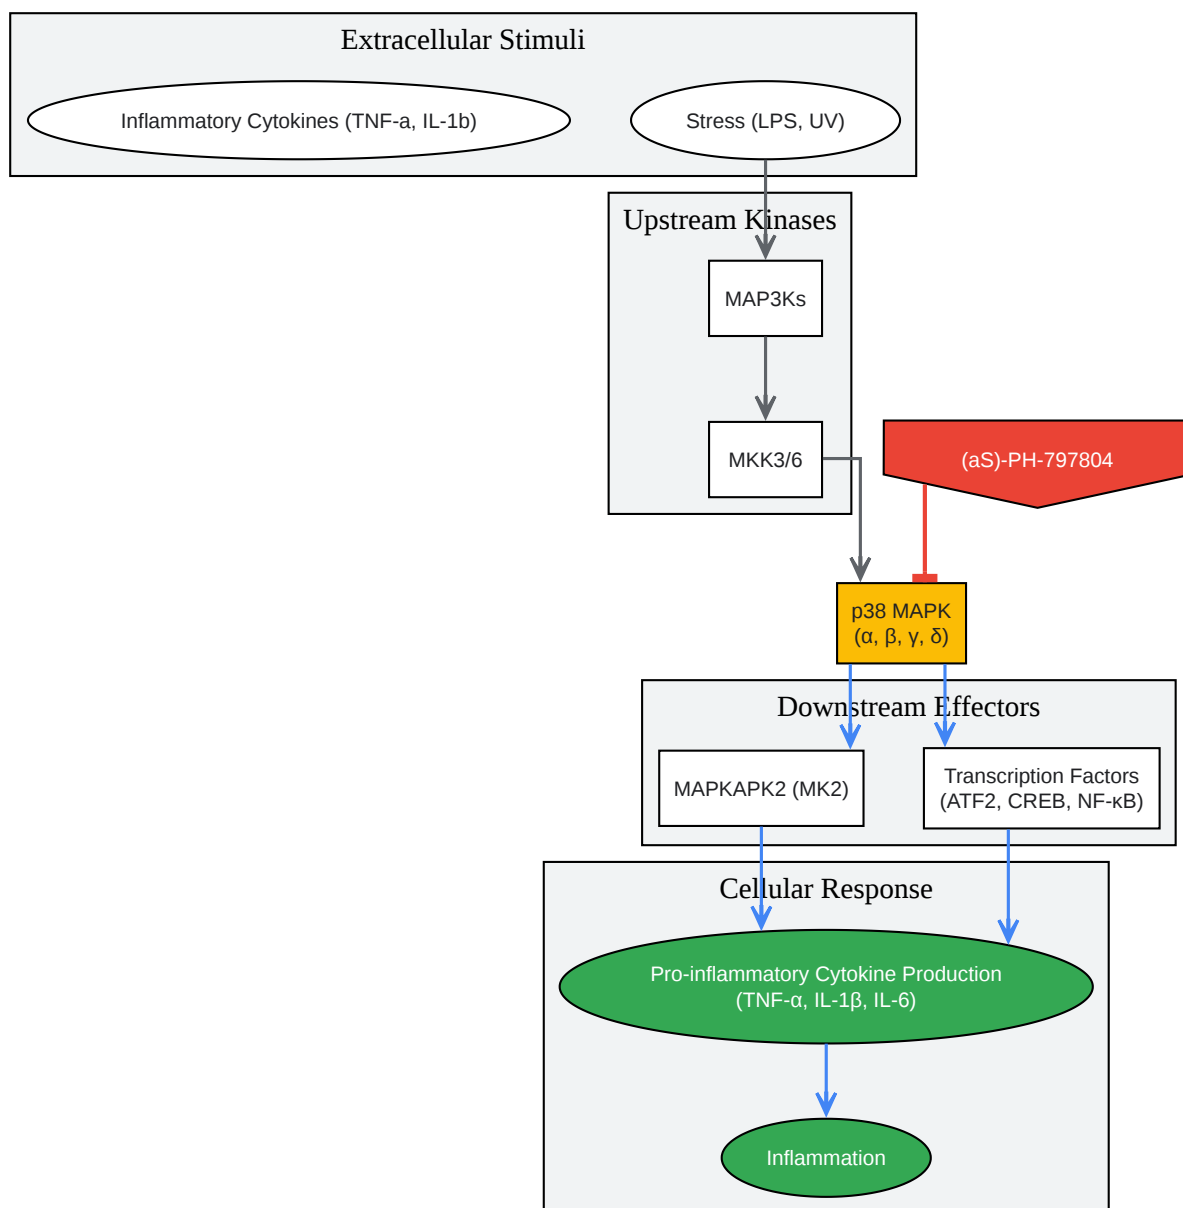 Extracellular Stimuli
Inflammatory Cytokines (TNF-a, IL-1b)
Stress (LPS, UV)
Upstream Kinases
MAP3Ks
MKK3/6
(aS)-PH-797804
p38 MAPK
(α, β, γ, δ)
Downstream Effectors
MAPKAPK2 (MK2)
Transcription Factors
(ATF2, CREB, NF-κB)
Cellular Response
Pro-inflammatory Cytokine Production
(TNF-α, IL-1β, IL-6)
Inflammation